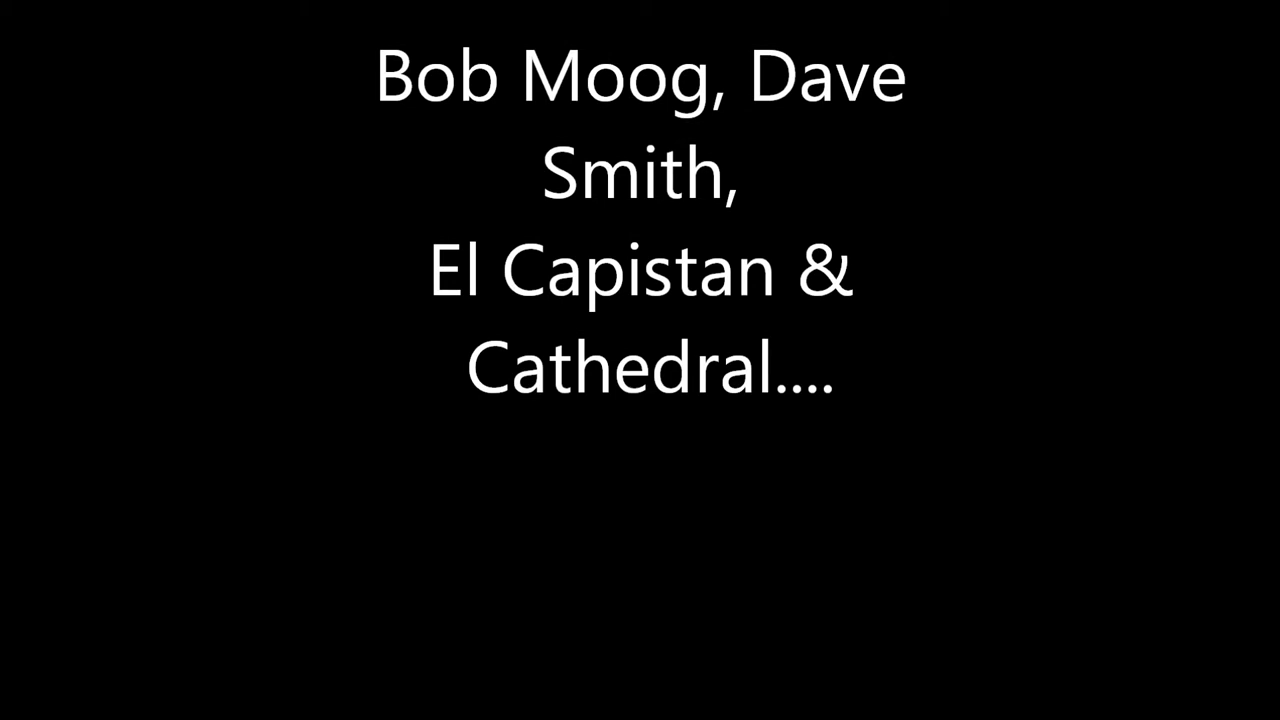 Bob Moog, Dave
Smith,
El Capistan &
Cathedral....